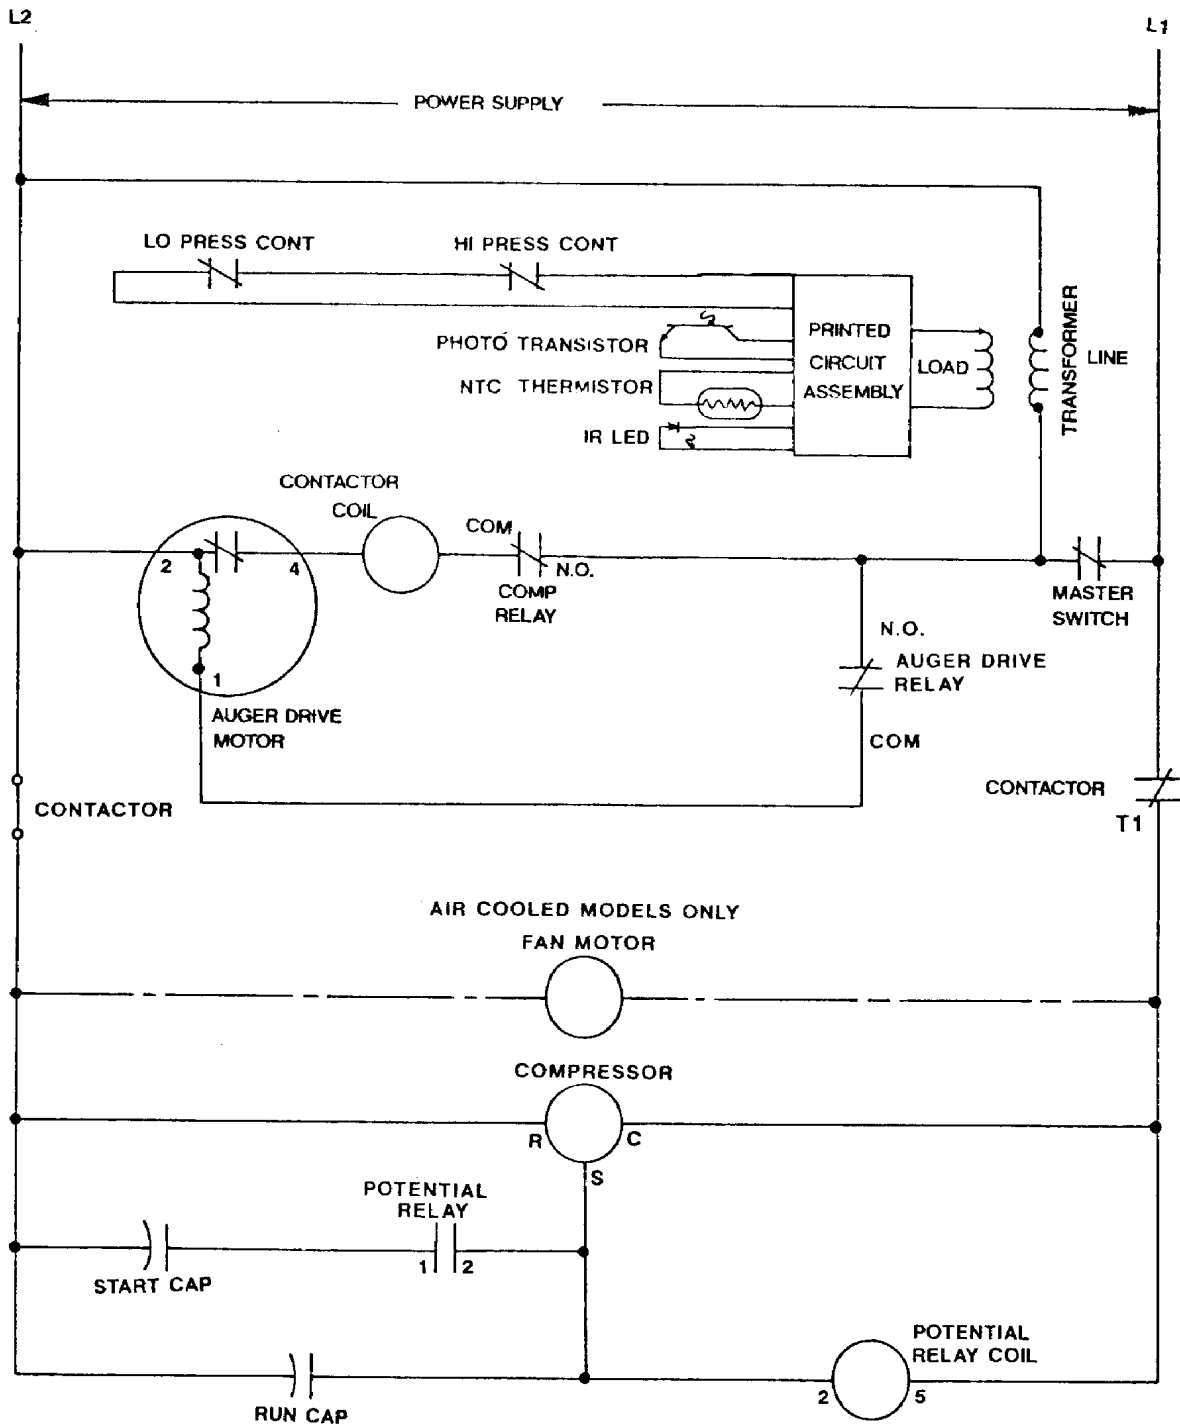 L2
L1
POWER SUPPLY
LO PRESS CONT
HI PRESS CONT
PHOTO TRANSISTOR
NTC THERMISTOR
IR LED
PRINTED
CIRCUIT
ASSEMBLY
LOAD
TRANSFORMER
LINE
CONTACTOR
COIL
COM
N.O.
COMP
RELAY
2
4
1
AUGER DRIVE
MOTOR
MASTER
SWITCH
N.O.
AUGER DRIVE
RELAY
COM
CONTACTOR
CONTACTOR
T1
AIR COOLED MODELS ONLY
FAN MOTOR
COMPRESSOR
R
C
S
POTENTIAL
RELAY
1
2
START CAP
RUN CAP
POTENTIAL
RELAY COIL
2
5